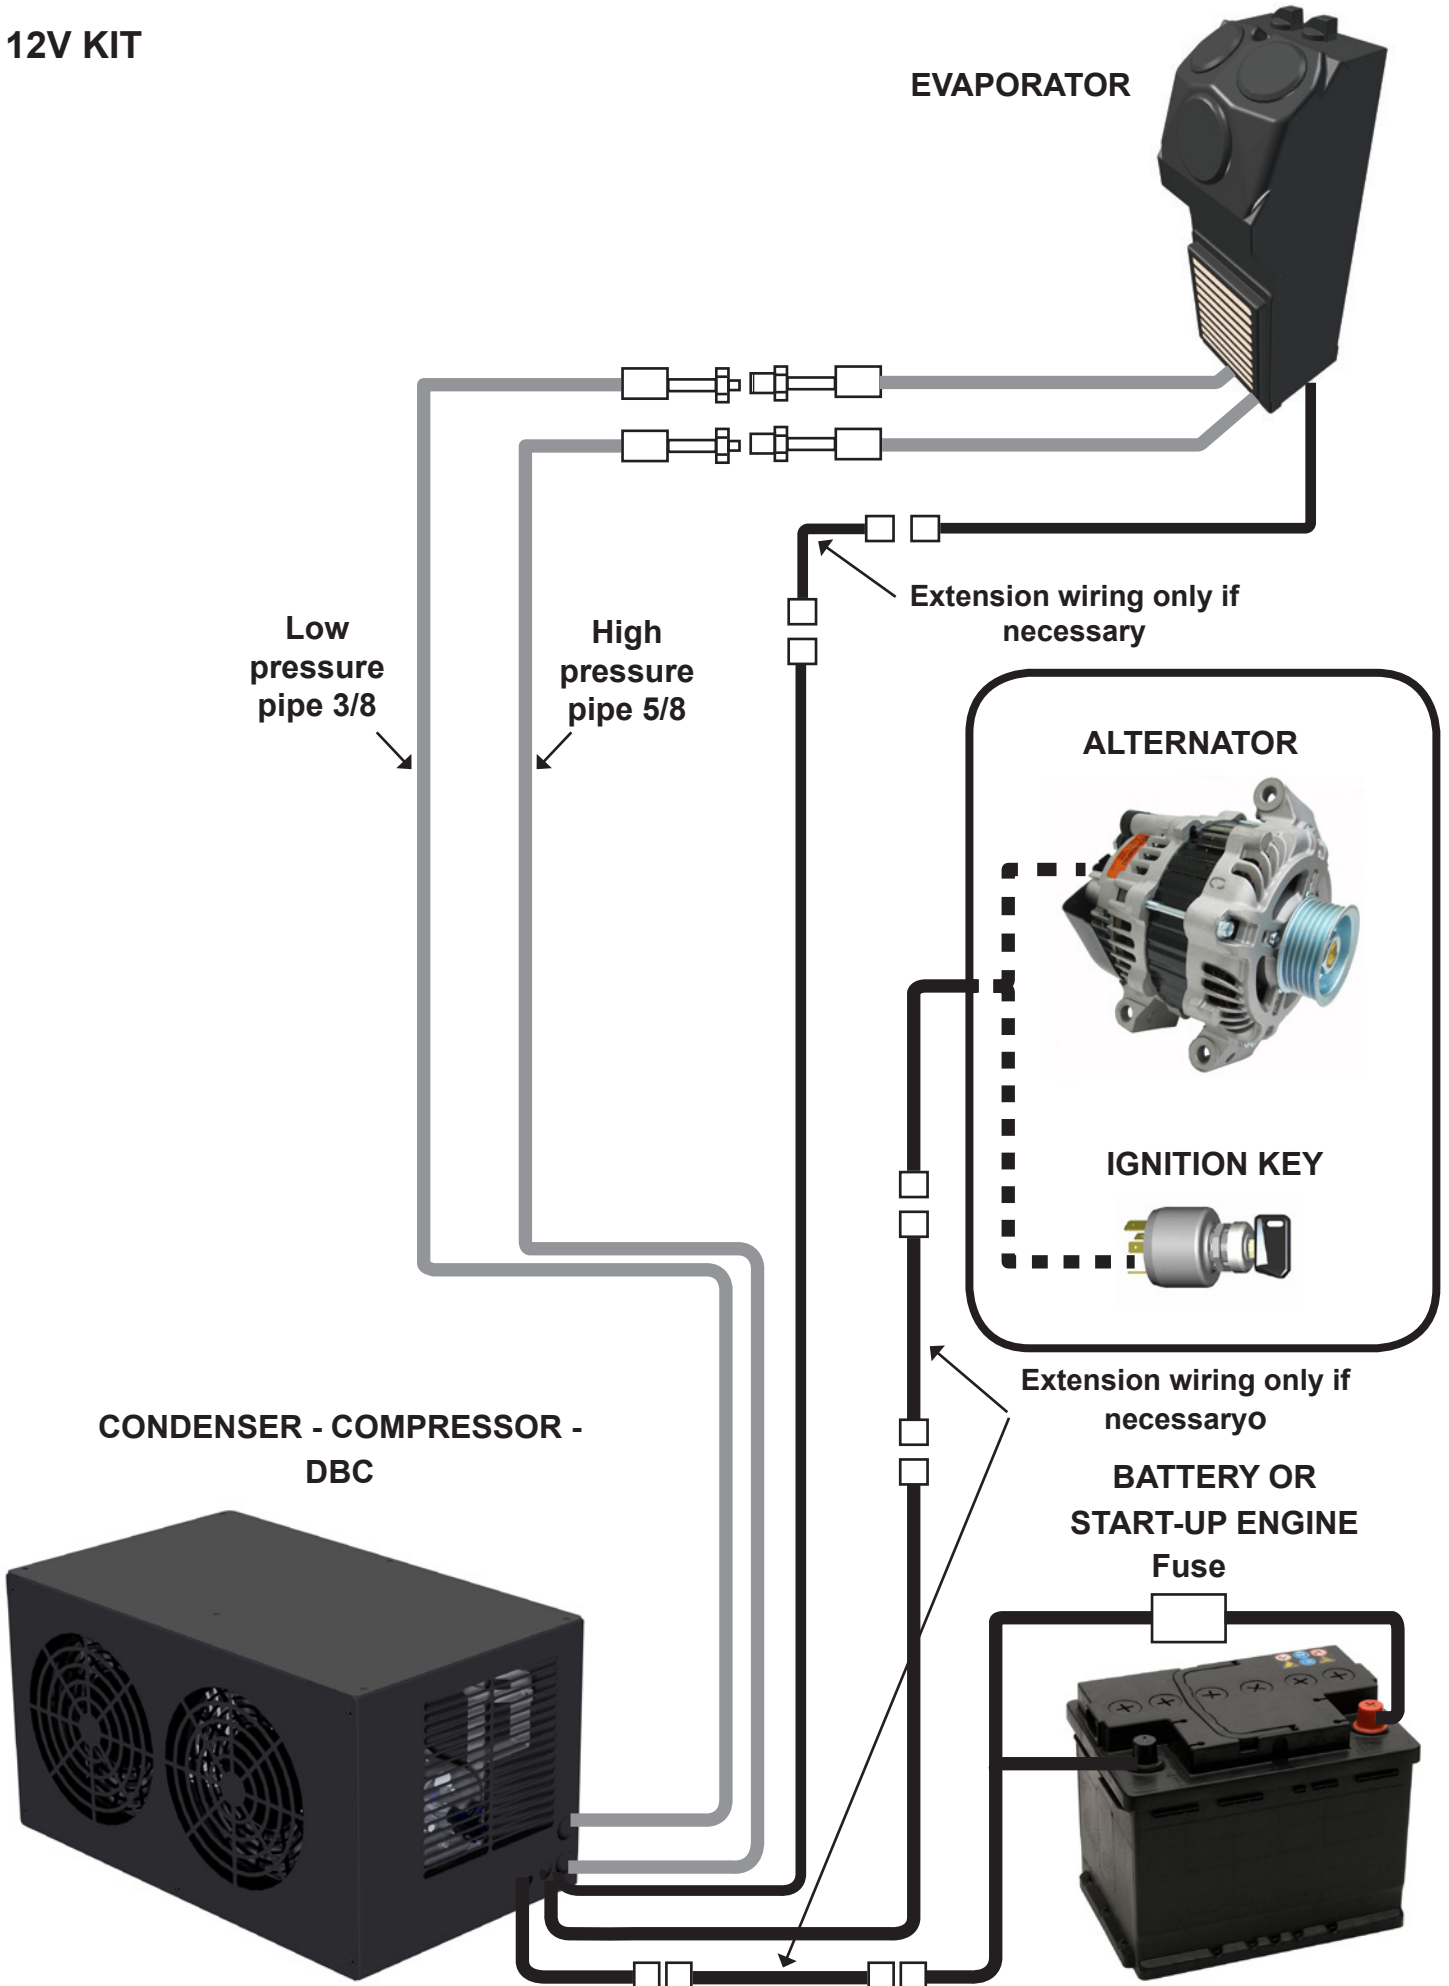 12V KIT
EVAPORATOR
Extension wiring only if
necessary
Low
pressure
pipe 3/8
High
pressure
pipe 5/8
ALTERNATOR
IGNITION KEY
Extension wiring only if
necessaryo
CONDENSER - COMPRESSOR -
DBC
BATTERY OR
START-UP ENGINE
Fuse